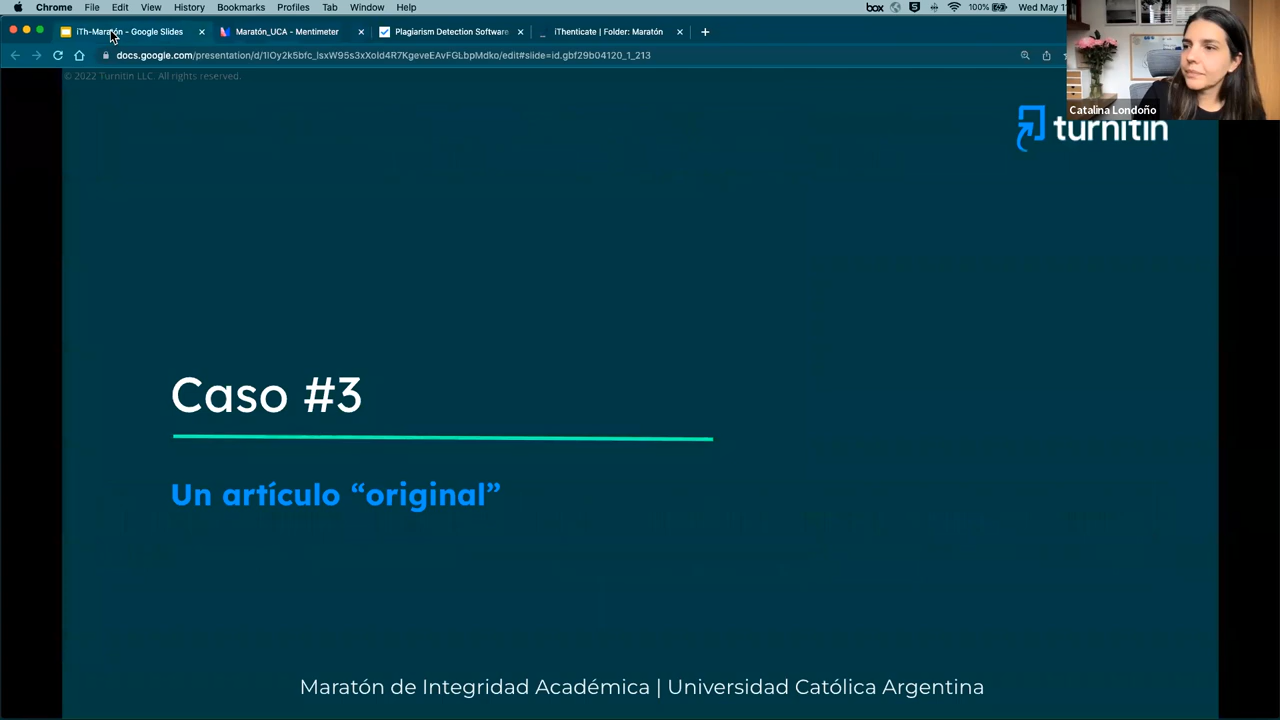 Chrome File Edit View History Bookmarks Profiles Tab Window Help
box 100% Wed May 1
iTh-Maratón - Google Slides
Maratón_UCA - Mentimeter
Plagiarism Detection Software
iThenticate | Folder: Maratón
docs.google.com/presentation/d/1IOy2k5bfc_lsxW95s3xXold4R7KgeveEAvFGLbpMdko/edit#slide=id.gbf29b04120_1_213
© 2022 Turnitin LLC. All rights reserved.
Catalina Londoño
turnitin
Caso #3
Un artículo “original”
Maratón de Integridad Académica | Universidad Católica Argentina